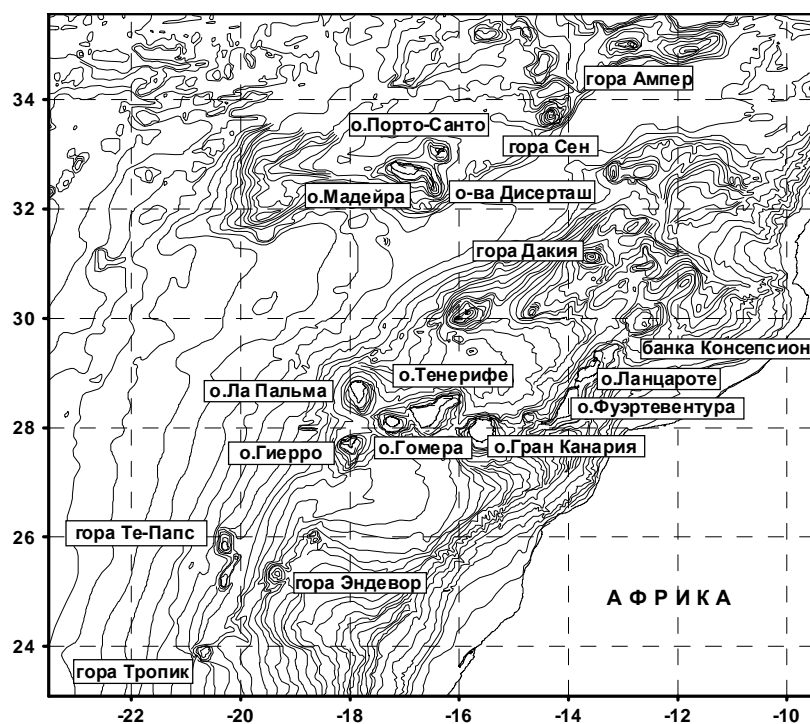 гора Ампер
34
о.Порто-Санто
гора Сен
о.Мадейра
о-ва Дисерташ
32
гора Дакия
30
банка Консепсион
о.Тенерифе
о.Ланцароте
о.Ла Пальма
о.Фуэртевентура
28
о.Гиерро
о.Гомера
о.Гран Канария
гора Те-Папс
26
гора Эндевор
АФРИКА
24
гора Тропик
-22 -20 -18 -16 -14 -12 -10